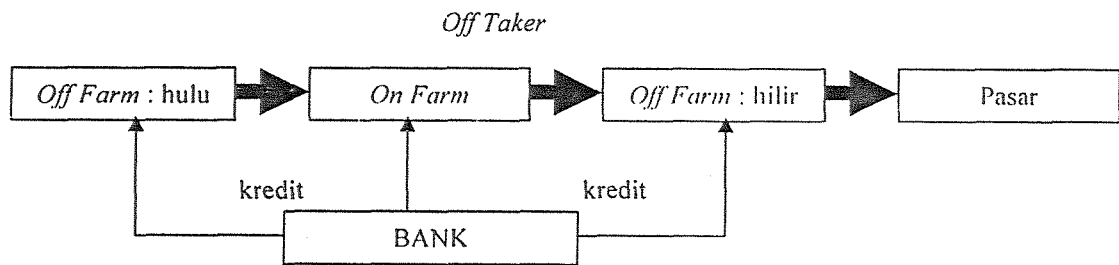 Off Taker
Off Farm : hulu
On Farm
Off Farm : hilir
Pasar
kredit
kredit
BANK